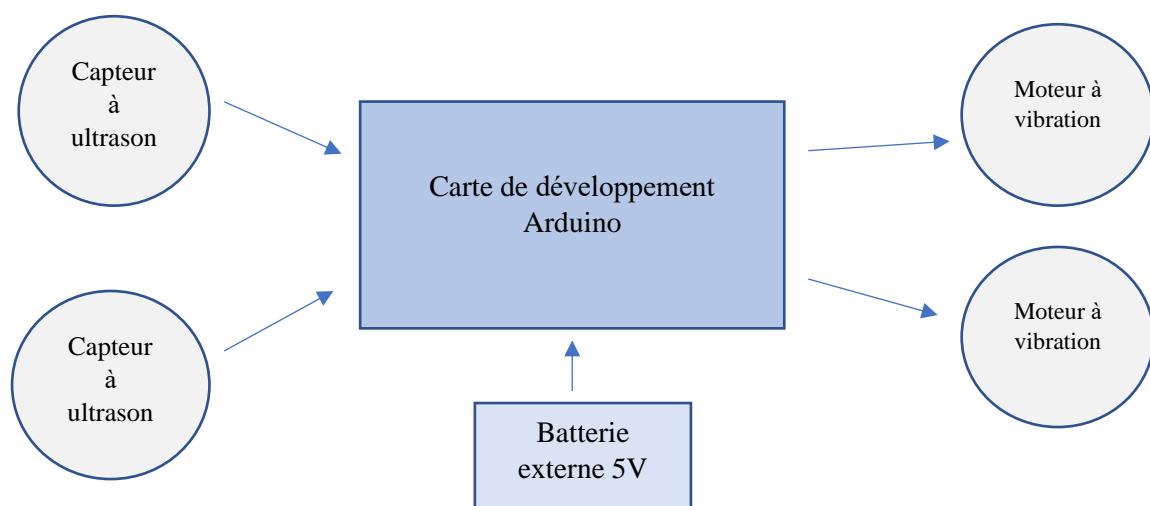 Capteur
à
ultrason
Carte de développement
Arduino
Moteur à
vibration
Capteur
à
ultrason
Moteur à
vibration
Batterie
externe 5V